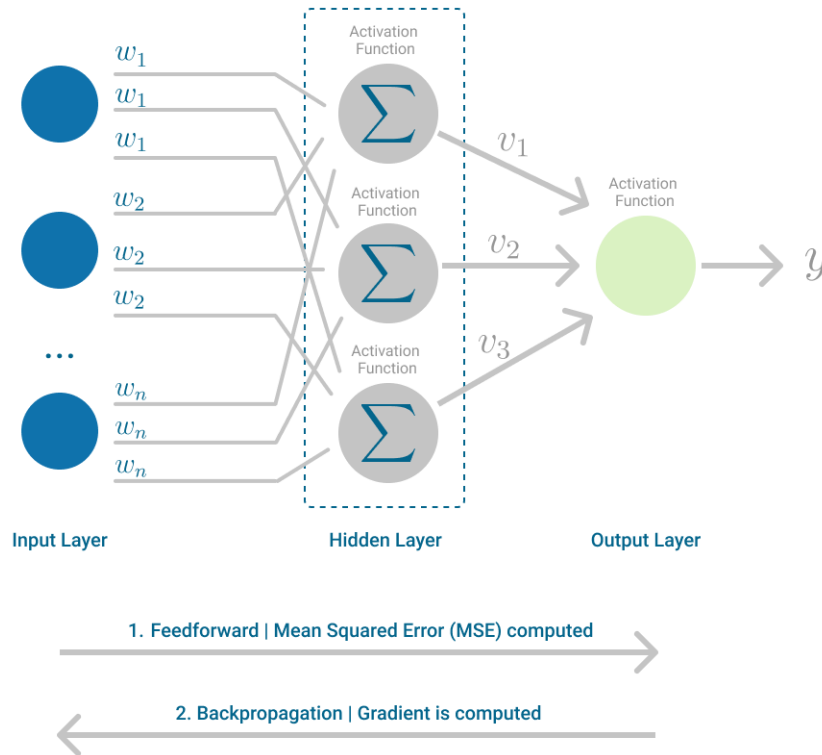 Activation
Function
w₁
w₁
w₁
Σ
v₁
w₂
w₂
w₂
Activation
Function
Σ
v₂
Activation
Function
y
...
Activation
Function
Σ
v₃
wₙ
wₙ
wₙ
Input Layer
Hidden Layer
Output Layer
1. Feedforward | Mean Squared Error (MSE) computed
2. Backpropagation | Gradient is computed